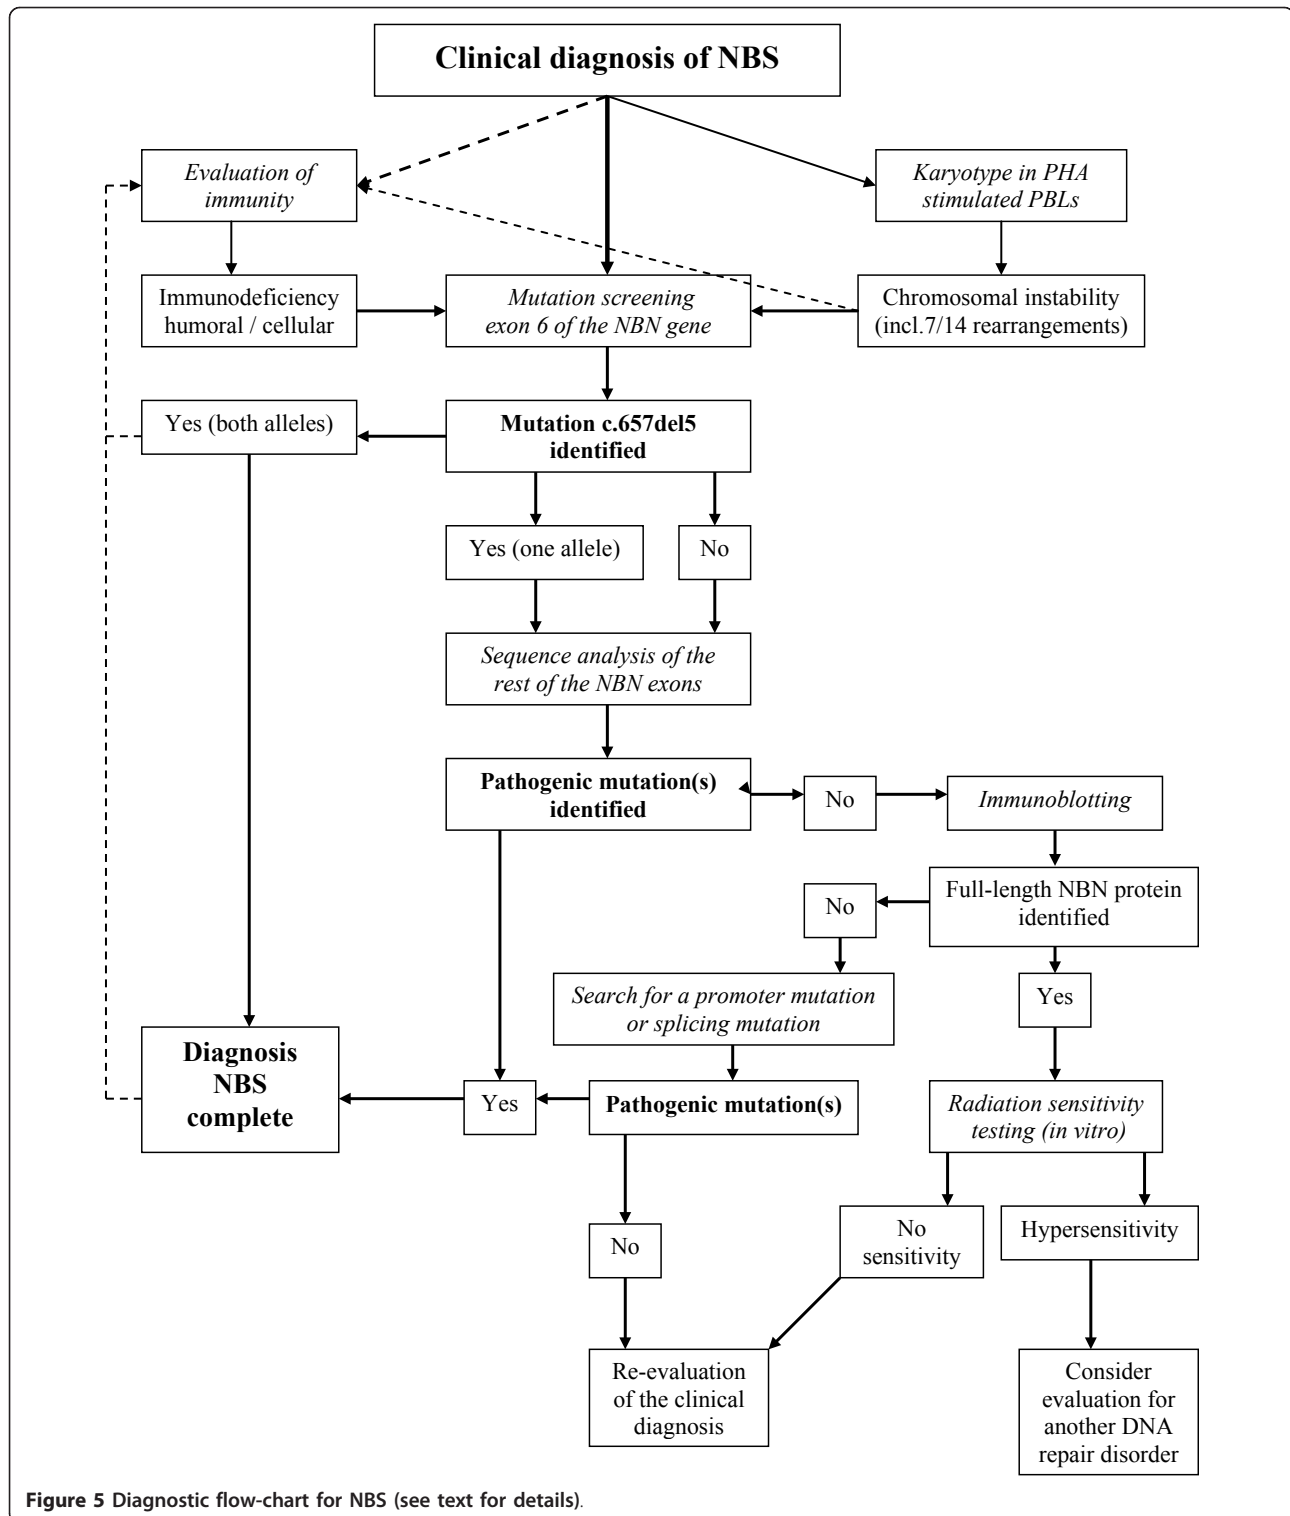 Clinical diagnosis of NBS
Evaluation of
immunity
Karyotype in PHA
stimulated PBLs
Immunodeficiency
humoral / cellular
Mutation screening
exon 6 of the NBN gene
Chromosomal instability
(incl.7/14 rearrangements)
Yes (both alleles)
Mutation c.657del5
identified
Yes (one allele)
No
Sequence analysis of the
rest of the NBN exons
Pathogenic mutation(s)
identified
No
Immunoblotting
No
Full-length NBN protein
identified
Search for a promoter mutation
or splicing mutation
Yes
Diagnosis
NBS
complete
Yes
Pathogenic mutation(s)
Radiation sensitivity
testing (in vitro)
No
No
sensitivity
Hypersensitivity
Re-evaluation
of the clinical
diagnosis
Consider
evaluation for
another DNA
repair disorder
Figure 5 Diagnostic flow-chart for NBS (see text for details).